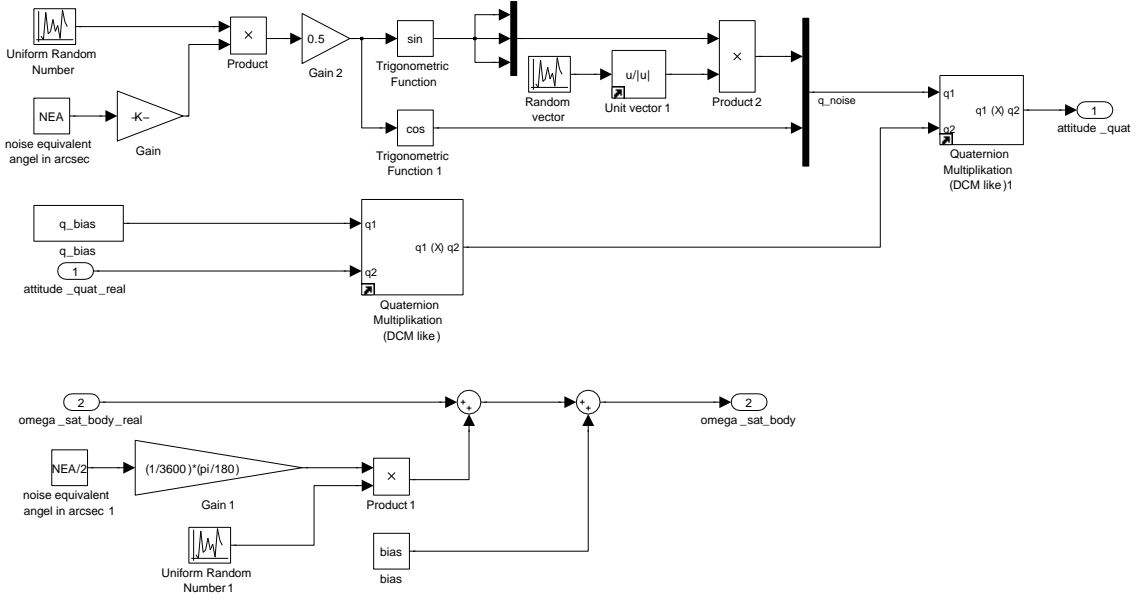 Uniform Random
Number
×
Product
0.5
Gain 2
sin
Trigonometric
Function
Random
vector
u/|u|
Unit vector 1
×
Product 2
NEA
noise equivalent
angel in arcsec
-K-
Gain
cos
Trigonometric
Function 1
q_noise
q1
q2
q1 (X) q2
Quaternion
Multiplikation
(DCM like)1
1
attitude _quat
q_bias
q_bias
1
attitude _quat_real
q1
q2
q1 (X) q2
Quaternion
Multiplikation
(DCM like)
2
omega _sat_body_real
+
+
+
+
2
omega _sat_body
NEA/2
noise equivalent
angel in arcsec 1
(1/3600)*(pi/180)
Gain 1
×
Product 1
Uniform Random
Number 1
bias
bias